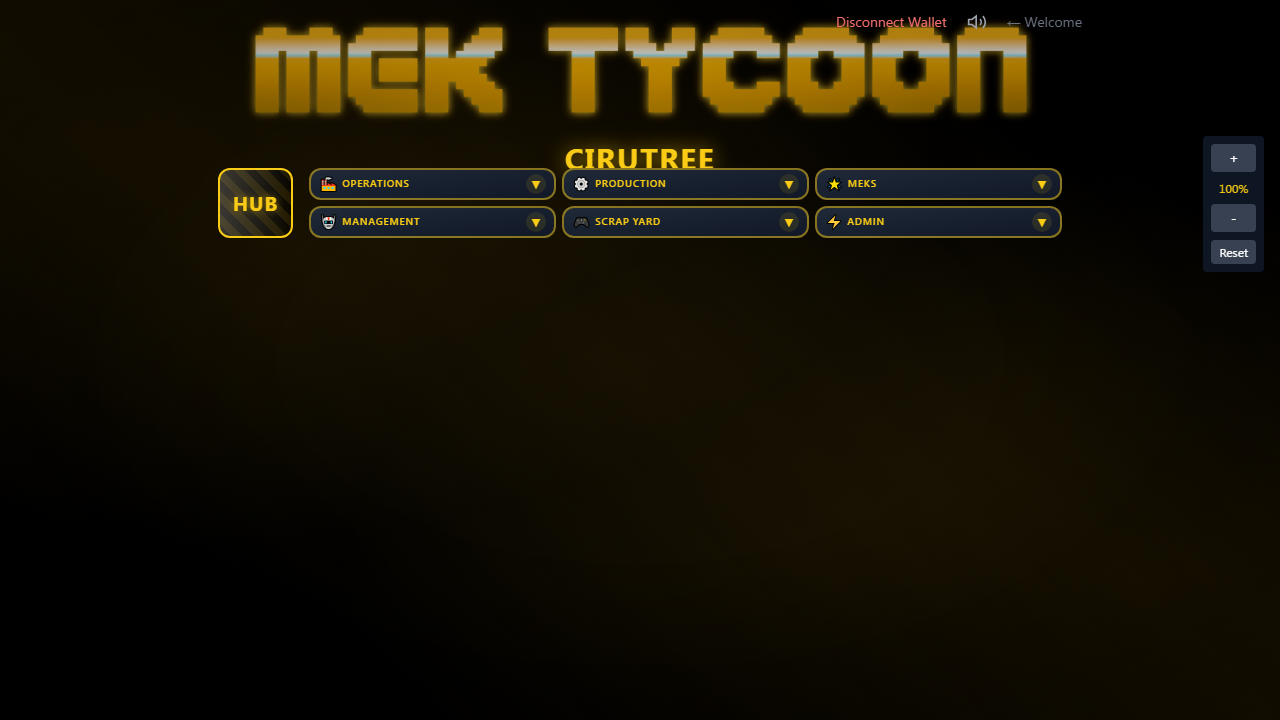 Disconnect Wallet ← Welcome
MEK TYCOON
CIRUTREE
HUB
OPERATIONS ▼ PRODUCTION ▼ MEKS ▼
MANAGEMENT ▼ SCRAP YARD ▼ ADMIN ▼
+
100%
-
Reset